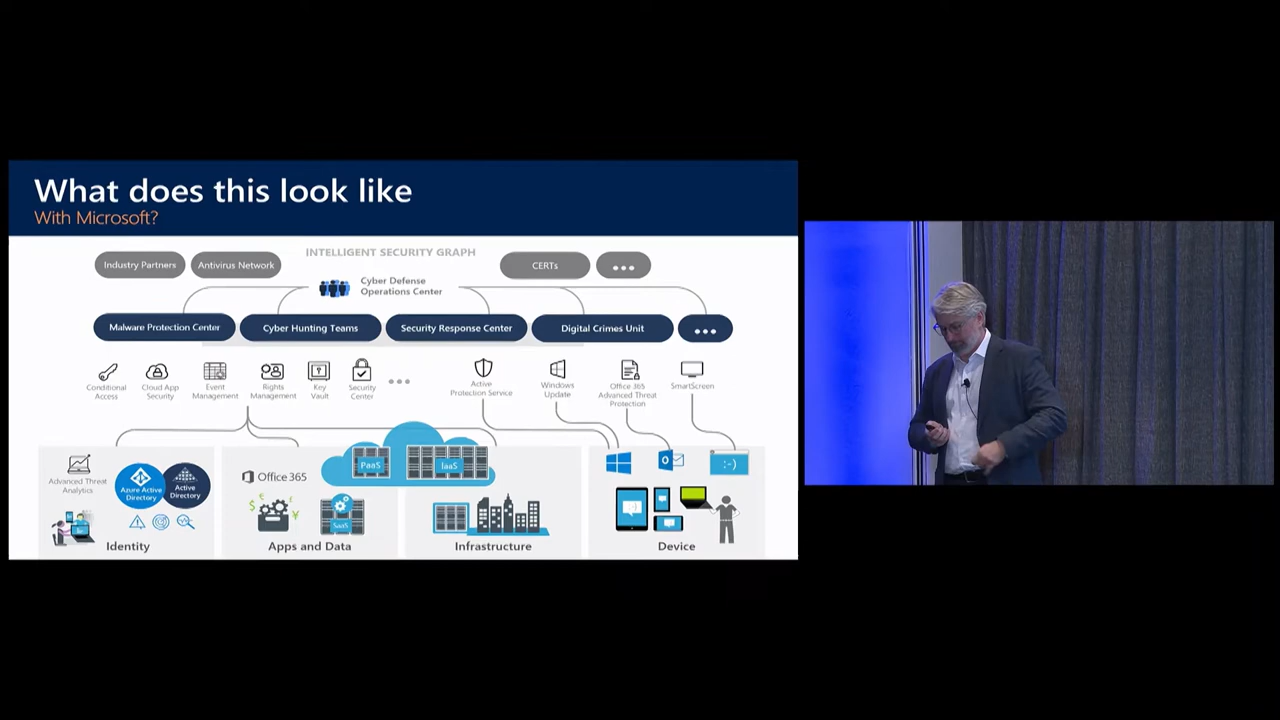 What does this look like
With Microsoft?
INTELLIGENT SECURITY GRAPH
Industry Partners
Antivirus Network
CERTs
Cyber Defense
Operations Center
Malware Protection Center
Cyber Hunting Teams
Security Response Center
Digital Crimes Unit
Conditional
Access
Cloud App
Security
Event
Management
Rights
Management
Key
Vault
Security
Center
Active
Protection Service
Windows
Update
Office 365
Advanced Threat
Protection
SmartScreen
Advanced Threat
Analytics
Azure Active
Directory
Active
Directory
Office 365
SaaS
PaaS
IaaS
:-)
Identity
Apps and Data
Infrastructure
Device